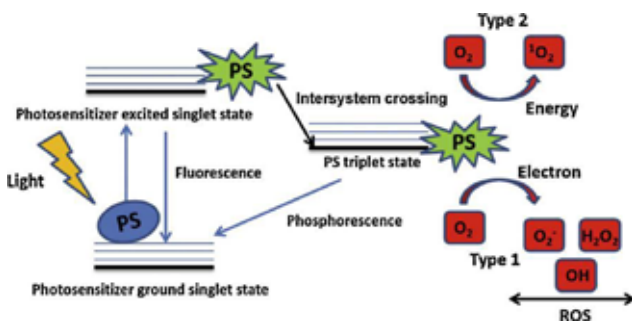 Type 2
PS
O₂
¹O₂
Intersystem crossing
Energy
Photosensitizer excited singlet state
PS
PS triplet state
Electron
Light
Fluorescence
PS
Phosphorescence
O₂
O₂⁻
H₂O₂
Type 1
OH
Photosensitizer ground singlet state
ROS